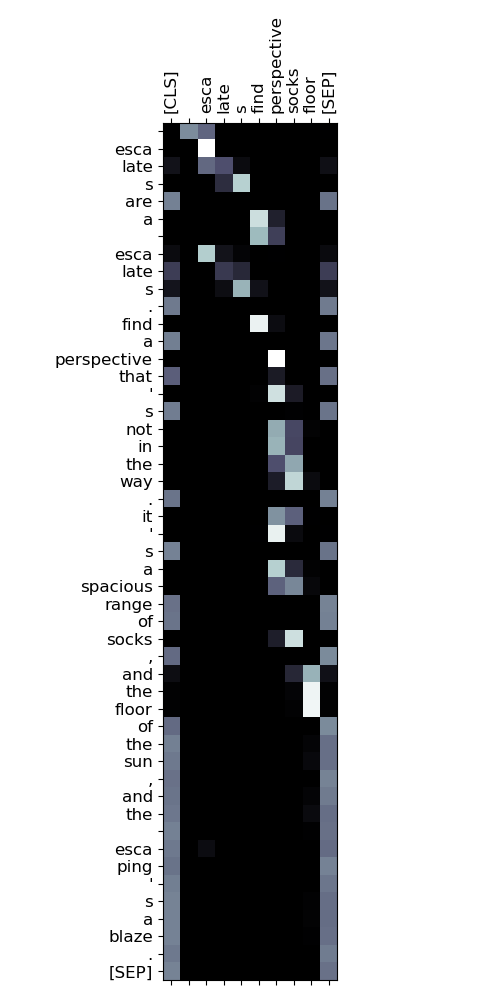 [CLS]
esca
late
s
find
perspective
socks
floor
[SEP]
esca
late
s
are
a
esca
late
s
.
find
a
perspective
that
'
s
not
in
the
way
.
it
'
s
a
spacious
range
of
socks
,
and
the
floor
of
the
sun
,
and
the
esca
ping
'
s
a
blaze
.
[SEP]